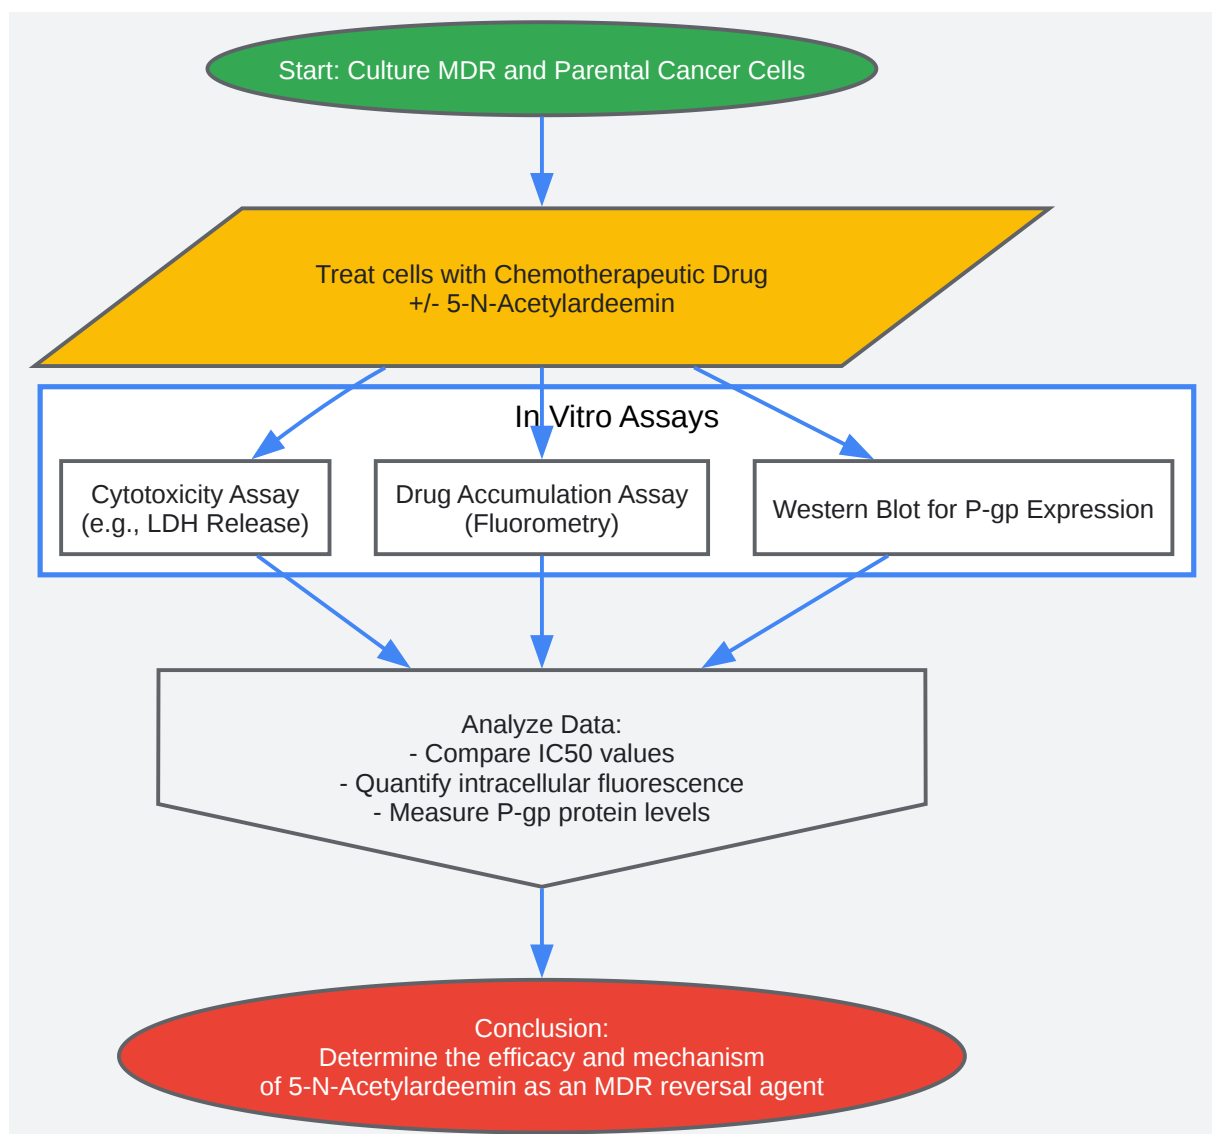 Start: Culture MDR and Parental Cancer Cells
Treat cells with Chemotherapeutic Drug
+/- 5-N-Acetylardeemin
In Vitro Assays
Cytotoxicity Assay
(e.g., LDH Release)
Drug Accumulation Assay
(Fluorometry)
Western Blot for P-gp Expression
Analyze Data:
- Compare IC50 values
- Quantify intracellular fluorescence
- Measure P-gp protein levels
Conclusion:
Determine the efficacy and mechanism
of 5-N-Acetylardeemin as an MDR reversal agent